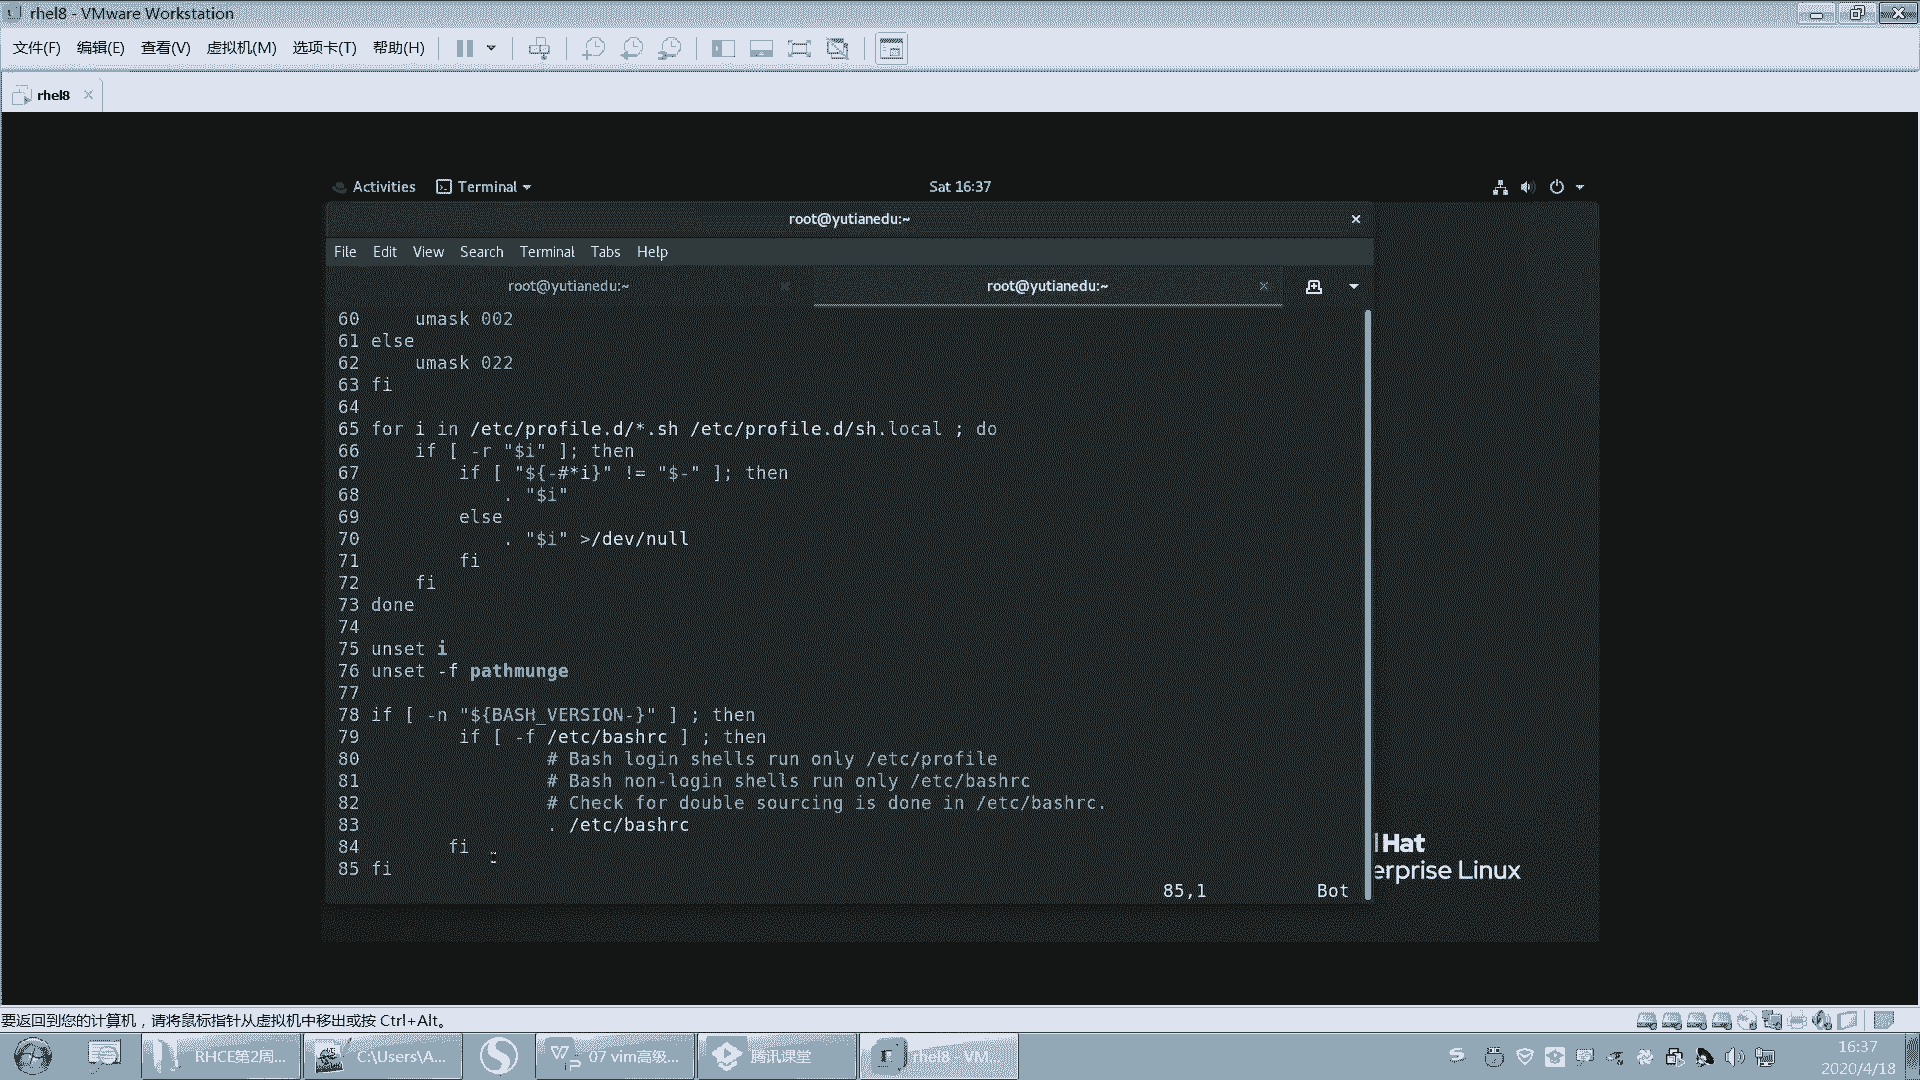 rhel8 - VMware Workstation
文件(F) 编辑(E) 查看(V) 虚拟机(M) 选项卡(T) 帮助(H)
rhel8
Activities Terminal Sat 16:37
root@yutianedu:~
File Edit View Search Terminal Tabs Help
root@yutianedu:~ root@yutianedu:~
60     umask 002
61 else
62     umask 022
63 fi
64
65 for i in /etc/profile.d/*.sh /etc/profile.d/sh.local ; do
66     if [ -r "$i" ]; then
67         if [ "${-#*i}" != "$-" ]; then
68             . "$i"
69         else
70             . "$i" >/dev/null
71         fi
72     fi
73 done
74
75 unset i
76 unset -f pathmunge
77
78 if [ -n "${BASH_VERSION-}" ] ; then
79         if [ -f /etc/bashrc ] ; then
80                 # Bash login shells run only /etc/profile
81                 # Bash non-login shells run only /etc/bashrc
82                 # Check for double sourcing is done in /etc/bashrc.
83                 . /etc/bashrc
84        fi
85 fi
85,1 Bot
Hat
erprise Linux
要返回到您的计算机，请将鼠标指针从虚拟机中移出或按 Ctrl+Alt。
RHCE第2周... C:\Users\A... 07 vim高级... 腾讯课堂 rhel8 - VM...
16:37
2020/4/18